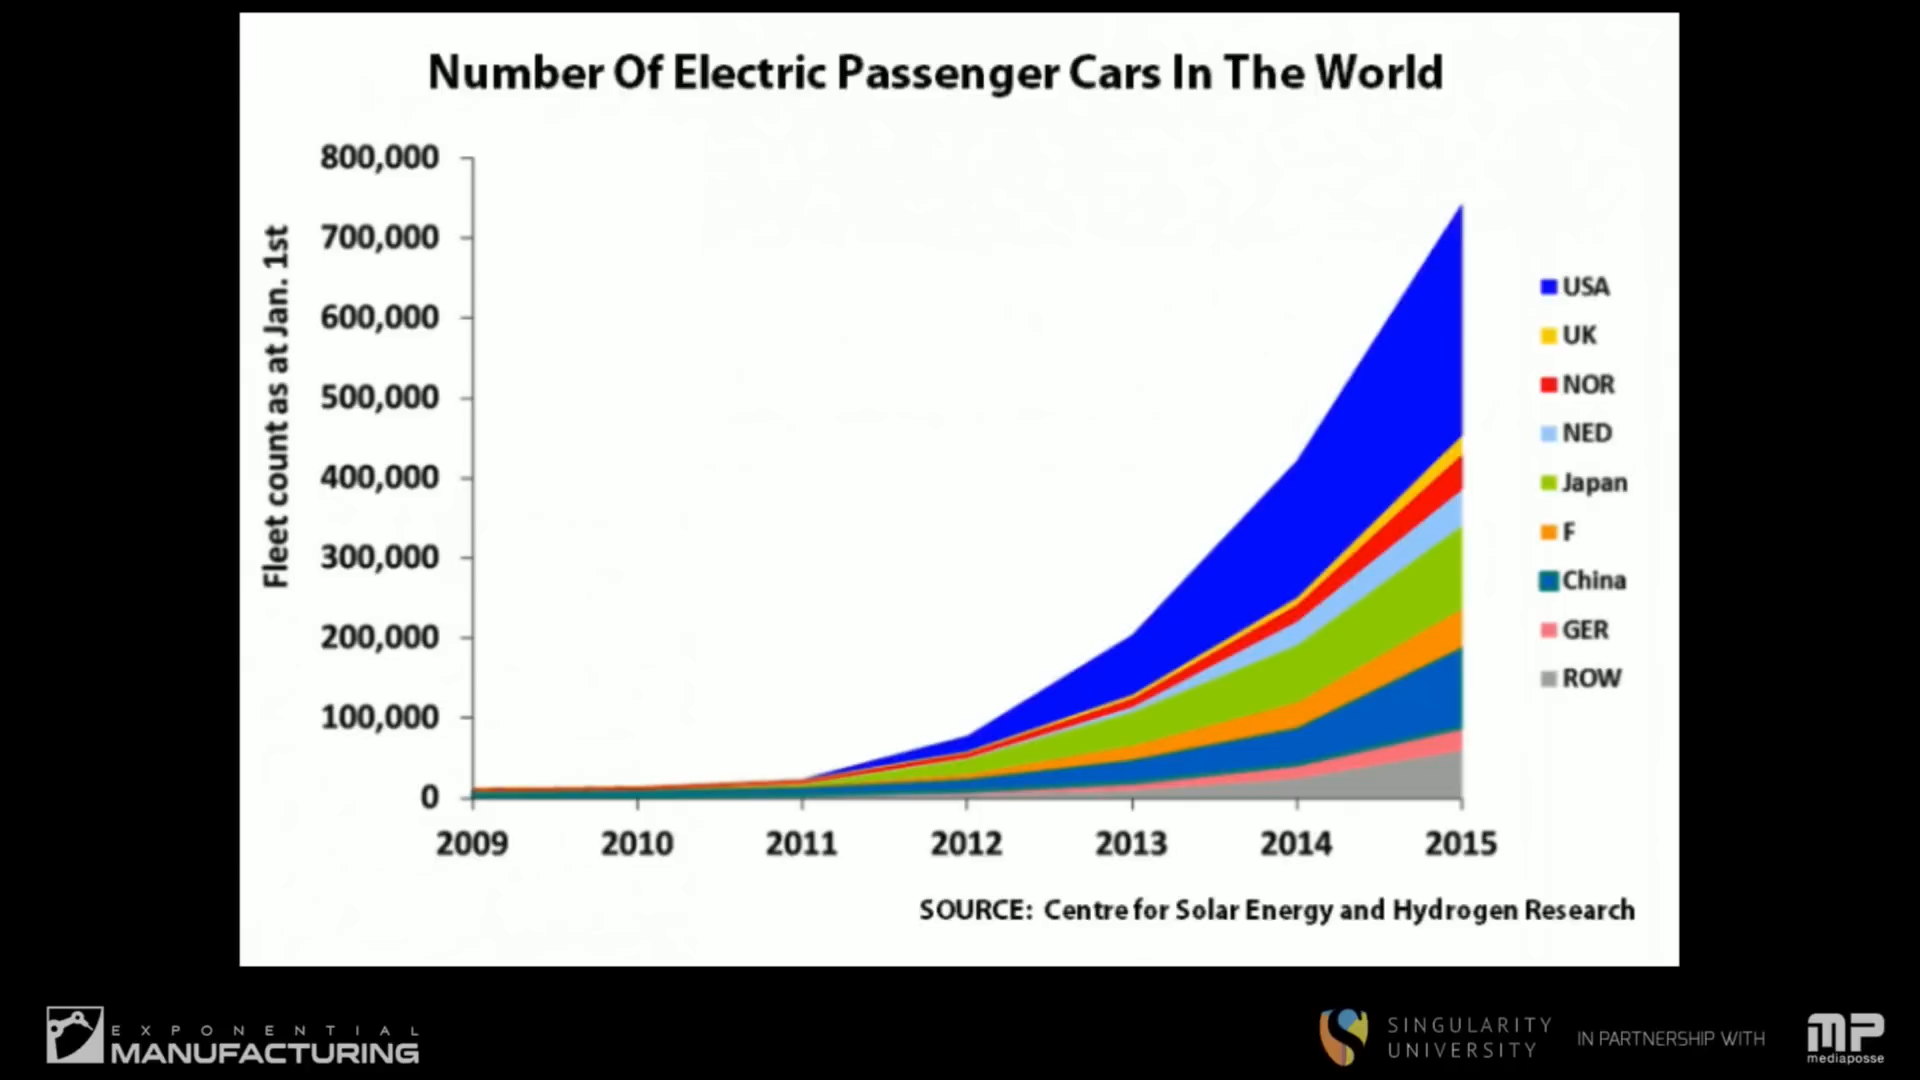 Number Of Electric Passenger Cars In The World
Fleet count as at Jan. 1st
800,000
700,000
600,000
500,000
400,000
300,000
200,000
100,000
0
2009 2010 2011 2012 2013 2014 2015
USA
UK
NOR
NED
Japan
F
China
GER
ROW
SOURCE: Centre for Solar Energy and Hydrogen Research
EXPONENTIAL
MANUFACTURING
SINGULARITY
UNIVERSITY
IN PARTNERSHIP WITH
MP
mediaposse